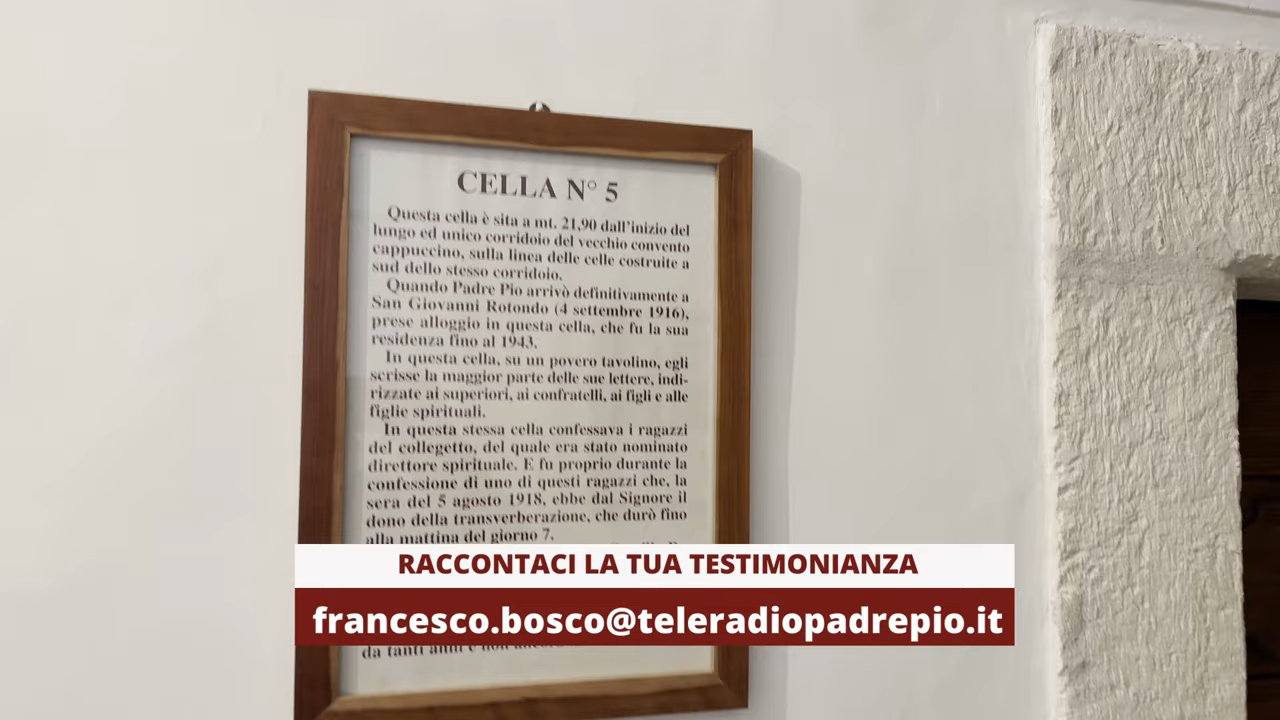 CELLA N° 5
Questa cella è sita a mt. 21,90 dall'inizio del
lungo ed unico corridoio del vecchio convento
cappuccino, sulla linea delle celle costruite a
sud dello stesso corridoio.
Quando Padre Pio arrivò definitivamente a
San Giovanni Rotondo (4 settembre 1916),
prese alloggio in questa cella, che fu la sua
residenza fino al 1943.
In questa cella, su un povero tavolino, egli
scrisse la maggior parte delle sue lettere, indi-
rizzate ai superiori, ai confratelli, ai figli e alle
figlie spirituali.
In questa stessa cella confessava i ragazzi
del collegetto, del quale era stato nominato
direttore spirituale. E fu proprio durante la
confessione di uno di questi ragazzi che, la
sera del 5 agosto 1918, ebbe dal Signore il
dono della transverberazione, che durò fino
alla mattina del giorno 7.
RACCONTACI LA TUA TESTIMONIANZA
francesco.bosco@teleradiopadrepio.it
da tanti anni e non